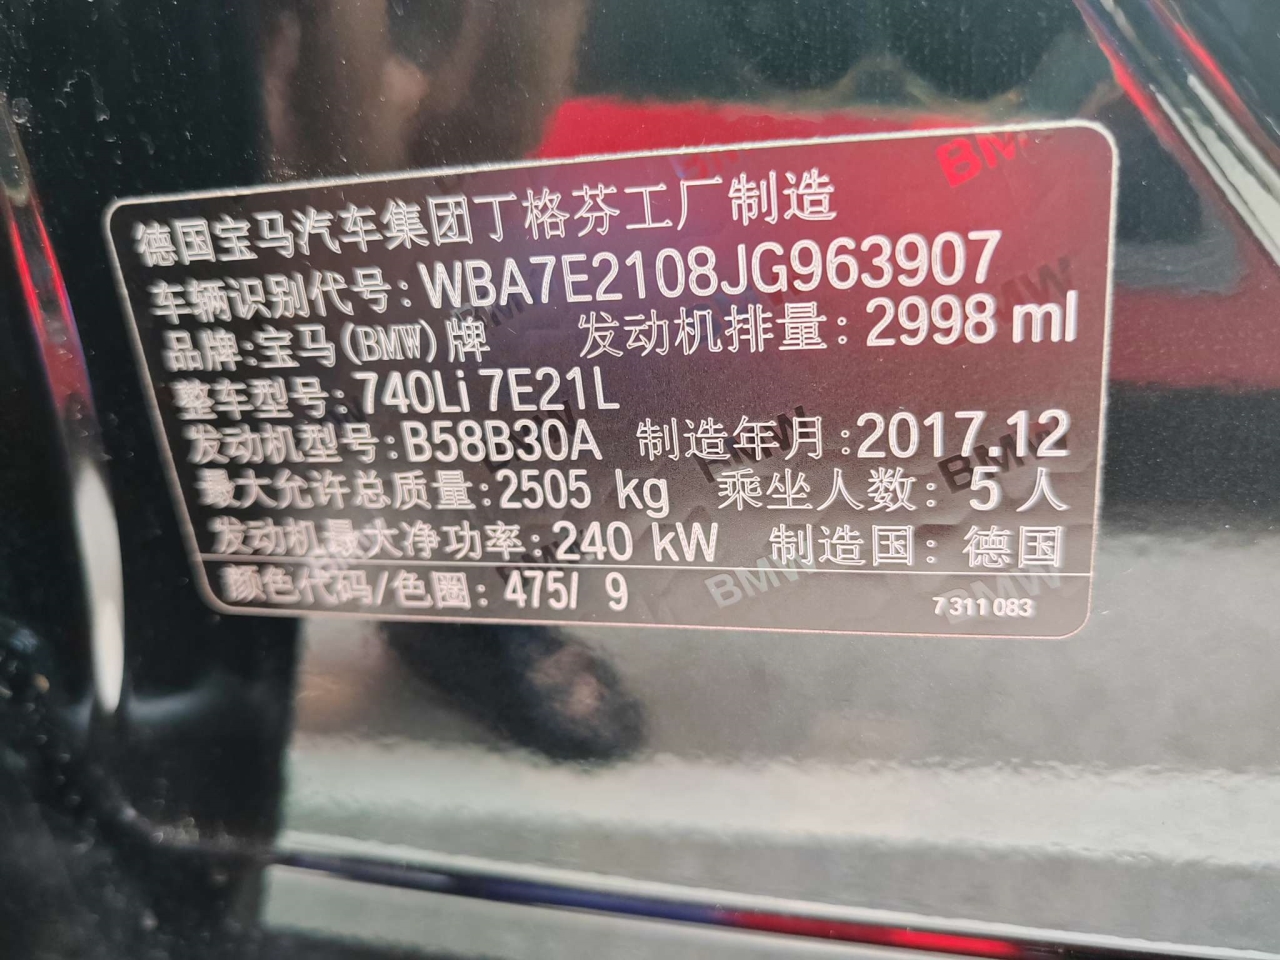 德国宝马汽车集团丁格芬工厂制造
车辆识别代号:WBA7E2108JG963907
品牌:宝马(BMW)牌 发动机排量:2998 ml
整车型号:740Li 7E21L
发动机型号:B58B30A 制造年月:2017.12
最大允许总质量:2505 kg 乘坐人数:5人
发动机最大净功率:240 kW 制造国:德国
颜色代码/色圈:475/ 9 7 311 083